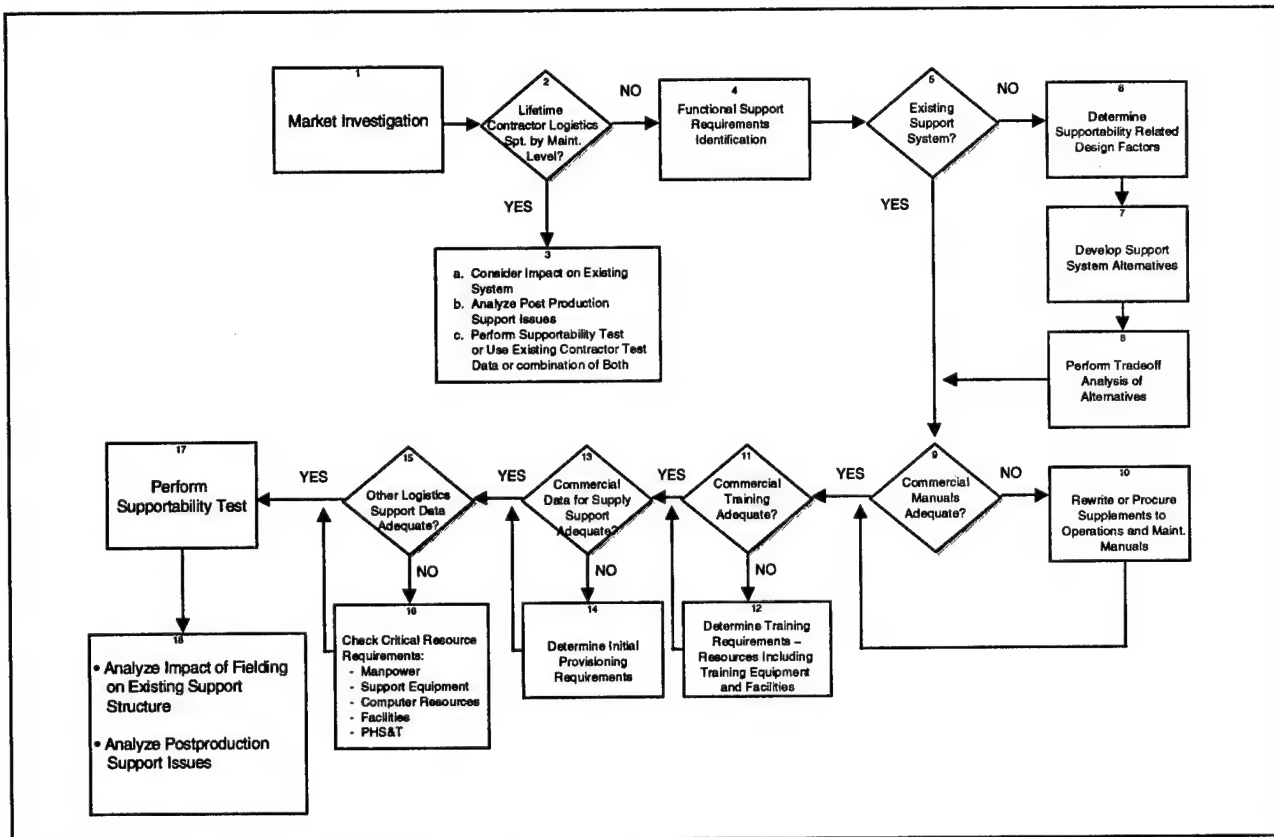 1
Market Investigation
2
Lifetime
Contractor Logistics
Spt. by Maint.
Level?
NO
YES
3
a. Consider Impact on Existing
System
b. Analyze Post Production
Support Issues
c. Perform Supportability Test
or Use Existing Contractor Test
Data or combination of Both
4
Functional Support
Requirements
Identification
5
Existing
Support
System?
NO
YES
6
Determine
Supportability Related
Design Factors
7
Develop Support
System Alternatives
8
Perform Tradeoff
Analysis of
Alternatives
9
Commercial
Manuals
Adequate?
NO
YES
10
Rewrite or Procure
Supplements to
Operations and Maint.
Manuals
11
Commercial
Training
Adequate?
YES
NO
12
Determine Training
Requirements –
Resources Including
Training Equipment
and Facilities
13
Commercial
Data for Supply
Support
Adequate?
YES
NO
14
Determine Initial
Provisioning
Requirements
15
Other Logistics
Support Data
Adequate?
YES
NO
16
Check Critical Resource
Requirements:
- Manpower
- Support Equipment
- Computer Resources
- Facilities
- PHS&T
17
Perform
Supportability Test
18
• Analyze Impact of Fielding
on Existing Support
Structure
• Analyze Postproduction
Support Issues